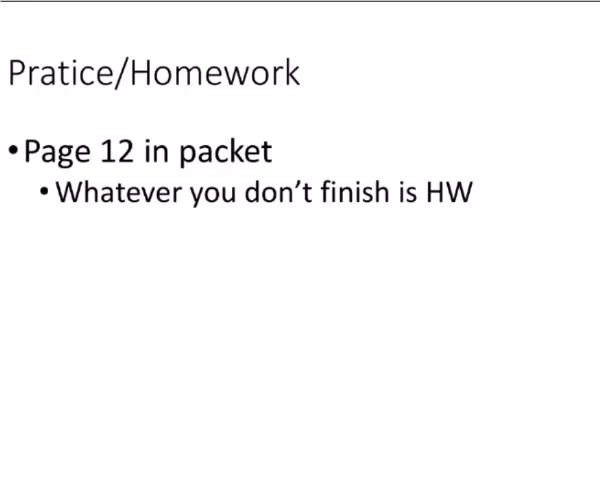 Pratice/Homework
•Page 12 in packet
•Whatever you don’t finish is HW